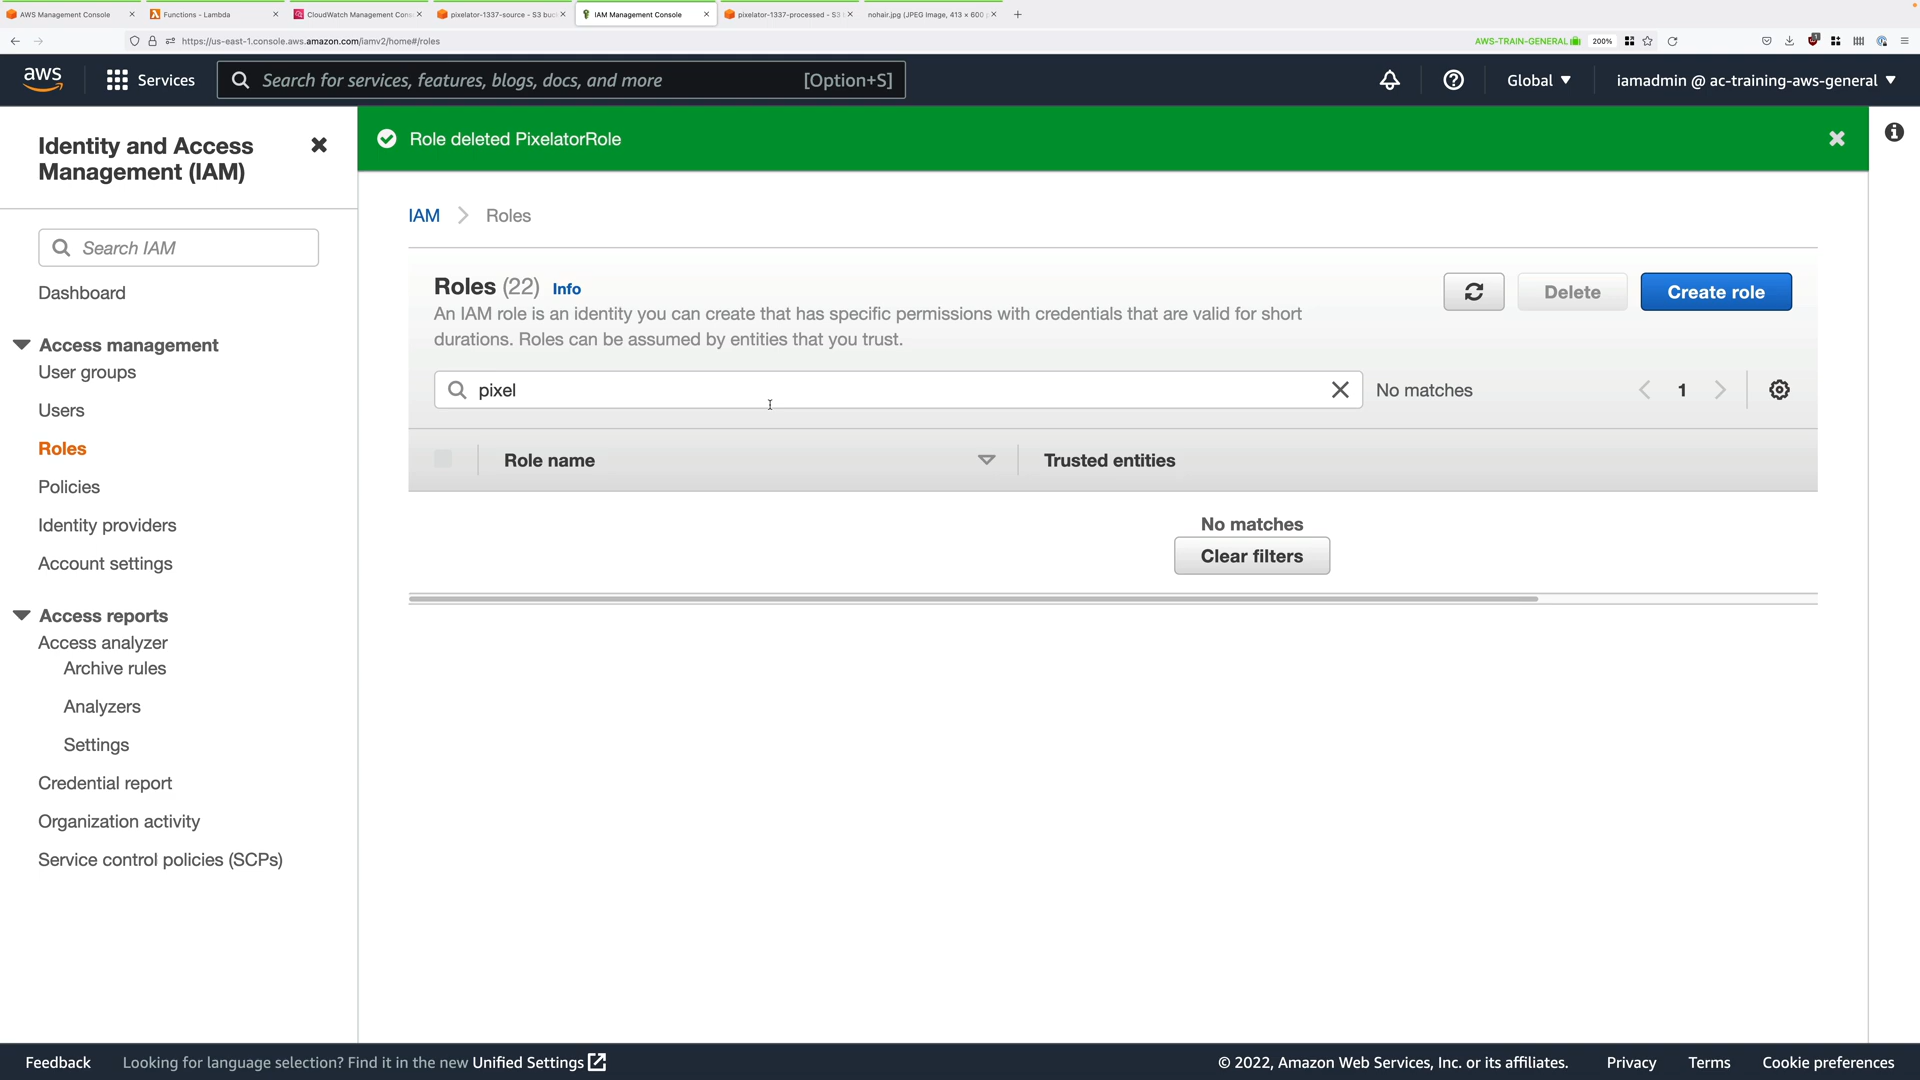 AWS Management Console
Functions - Lambda
CloudWatch Management Con
pixelator-1337-source - S3 buc
IAM Management Console
pixelator-1337-processed - S3
nohair.jpg (JPEG Image, 413 × 600
https://us-east-1.console.aws.amazon.com/iamv2/home#/roles
AWS-TRAIN-GENERAL
200%
aws
Services
Search for services, features, blogs, docs, and more
[Option+S]
Global
iamadmin @ ac-training-aws-general
Identity and Access
Management (IAM)
Search IAM
Dashboard
Access management
User groups
Users
Roles
Policies
Identity providers
Account settings
Access reports
Access analyzer
Archive rules
Analyzers
Settings
Credential report
Organization activity
Service control policies (SCPs)
Role deleted PixelatorRole
IAM
Roles
Roles (22) Info
An IAM role is an identity you can create that has specific permissions with credentials that are valid for short
durations. Roles can be assumed by entities that you trust.
Delete
Create role
pixel
No matches
1
Role name
Trusted entities
No matches
Clear filters
Feedback
Looking for language selection? Find it in the new Unified Settings
© 2022, Amazon Web Services, Inc. or its affiliates.
Privacy
Terms
Cookie preferences